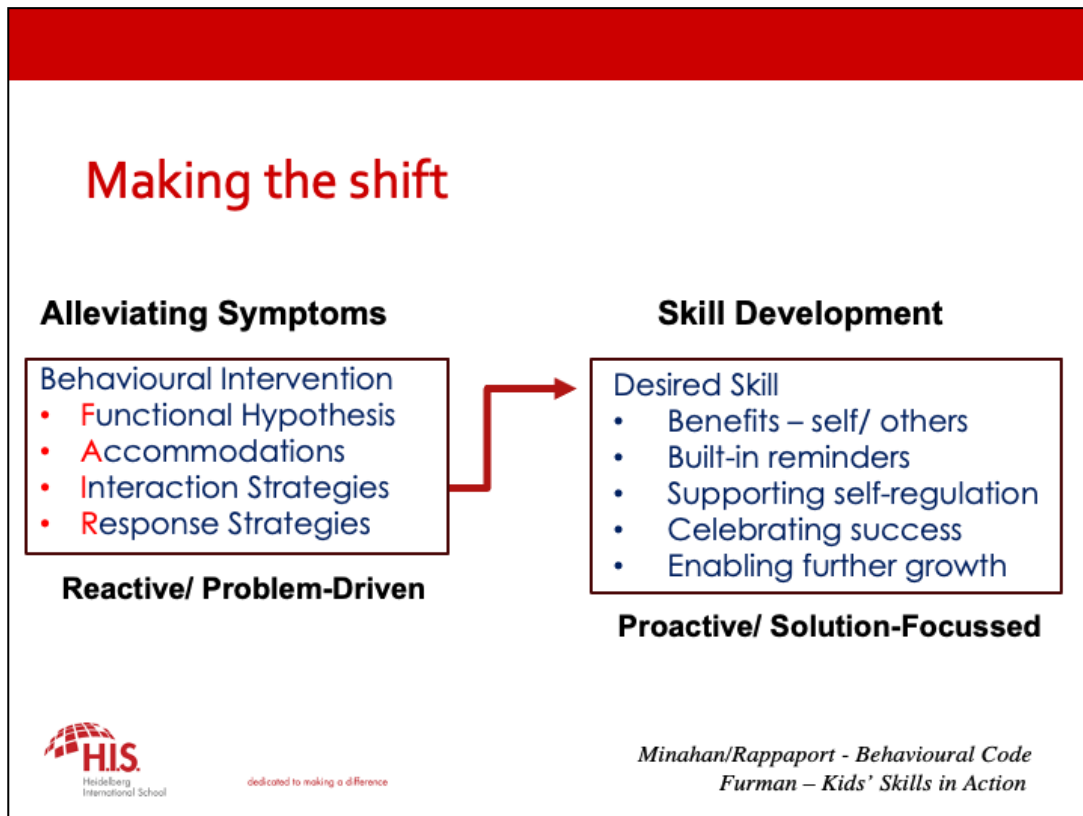 Making the shift
Alleviating Symptoms
Behavioural Intervention
• Functional Hypothesis
• Accommodations
• Interaction Strategies
• Response Strategies
Reactive/ Problem-Driven
Skill Development
Desired Skill
• Benefits – self/ others
• Built-in reminders
• Supporting self-regulation
• Celebrating success
• Enabling further growth
Proactive/ Solution-Focussed
H.I.S.
Heidelberg
International School
dedicated to making a difference
Minahan/Rappaport - Behavioural Code
Furman – Kids' Skills in Action